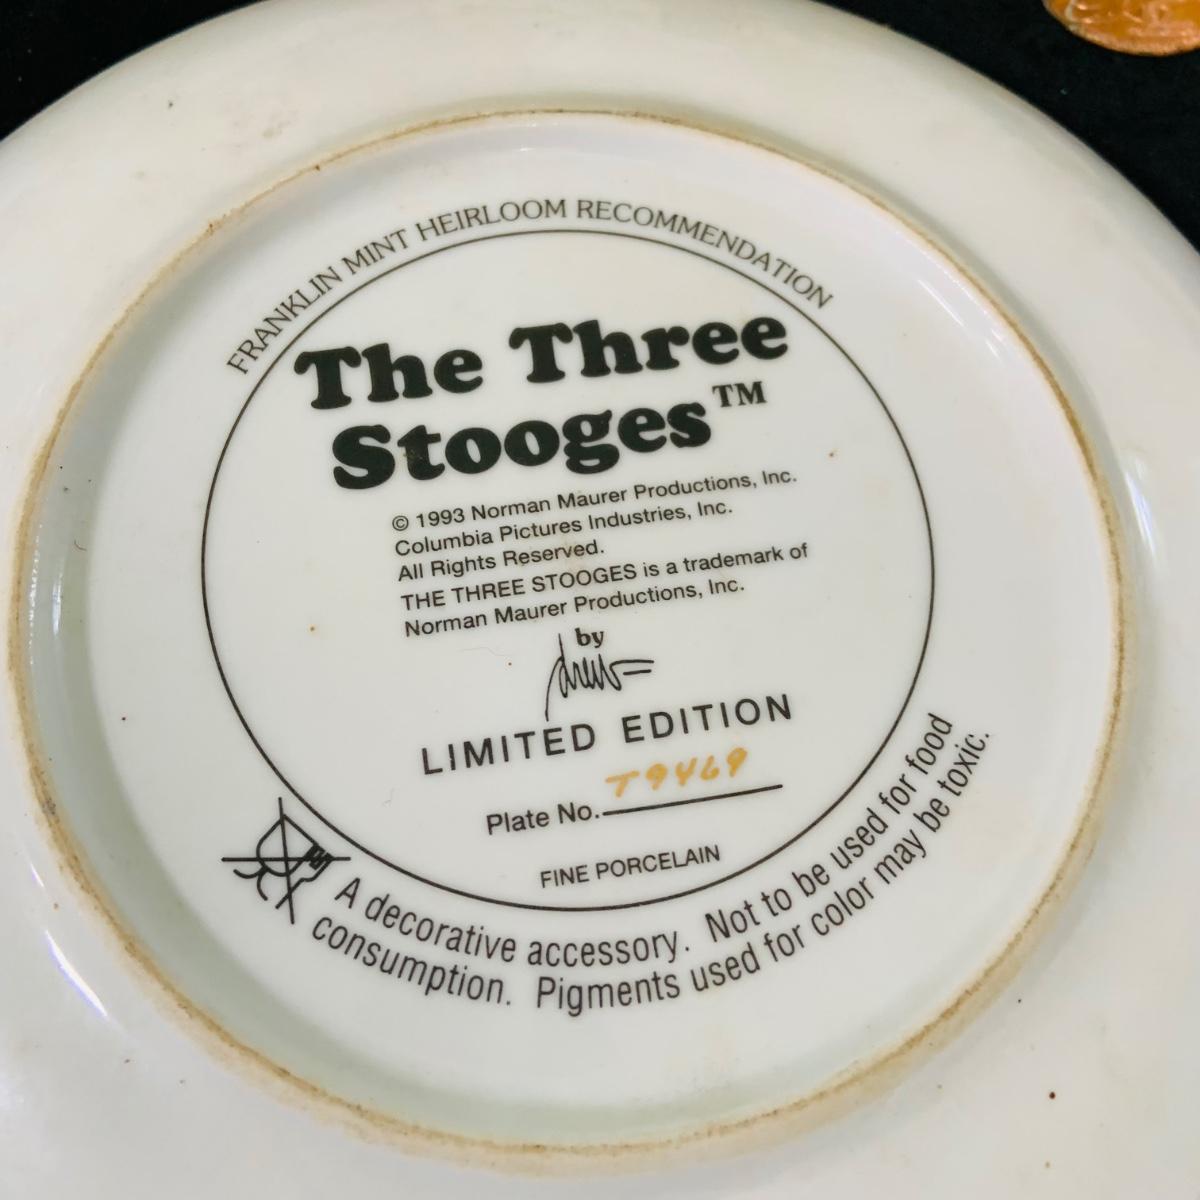 FRANKLIN MINT HEIRLOOM RECOMMENDATION
The Three
Stooges™
© 1993 Norman Maurer Productions, Inc.
Columbia Pictures Industries, Inc.
All Rights Reserved.
THE THREE STOOGES is a trademark of
Norman Maurer Productions, Inc.
by
LIMITED EDITION
Plate No. T9469
FINE PORCELAIN
A decorative accessory. Not to be used for food
consumption. Pigments used for color may be toxic.